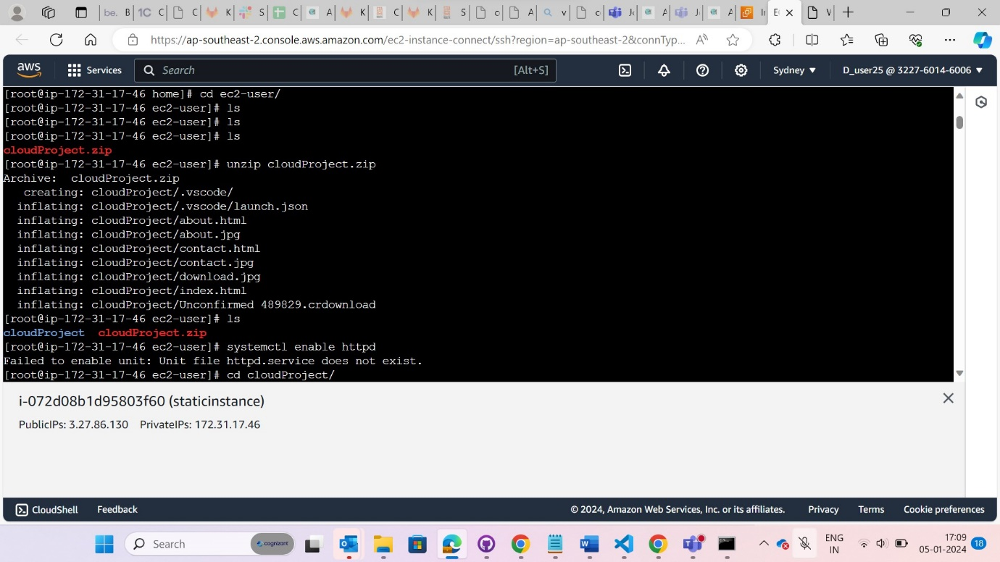 be. B
1C C
C
K
S
C
A
K
C
K
S
c
A
v
c
Jc
A
Jc
A
In
E
V
https://ap-southeast-2.console.aws.amazon.com/ec2-instance-connect/ssh?region=ap-southeast-2&connTyp...
aws
Services
Search
[Alt+S]
Sydney ▼
D_user25 @ 3227-6014-6006 ▼
[root@ip-172-31-17-46 home]# cd ec2-user/
[root@ip-172-31-17-46 ec2-user]# ls
[root@ip-172-31-17-46 ec2-user]# ls
[root@ip-172-31-17-46 ec2-user]# ls
cloudProject.zip
[root@ip-172-31-17-46 ec2-user]# unzip cloudProject.zip
Archive:  cloudProject.zip
   creating: cloudProject/.vscode/
  inflating: cloudProject/.vscode/launch.json
  inflating: cloudProject/about.html
  inflating: cloudProject/about.jpg
  inflating: cloudProject/contact.html
  inflating: cloudProject/contact.jpg
  inflating: cloudProject/download.jpg
  inflating: cloudProject/index.html
  inflating: cloudProject/Unconfirmed 489829.crdownload
[root@ip-172-31-17-46 ec2-user]# ls
cloudProject  cloudProject.zip
[root@ip-172-31-17-46 ec2-user]# systemctl enable httpd
Failed to enable unit: Unit file httpd.service does not exist.
[root@ip-172-31-17-46 ec2-user]# cd cloudProject/
i-072d08b1d95803f60 (staticinstance)
PublicIPs: 3.27.86.130 PrivateIPs: 172.31.17.46
CloudShell
Feedback
© 2024, Amazon Web Services, Inc. or its affiliates.
Privacy
Terms
Cookie preferences
Search
cognizant
ENG
IN
17:09
05-01-2024
18